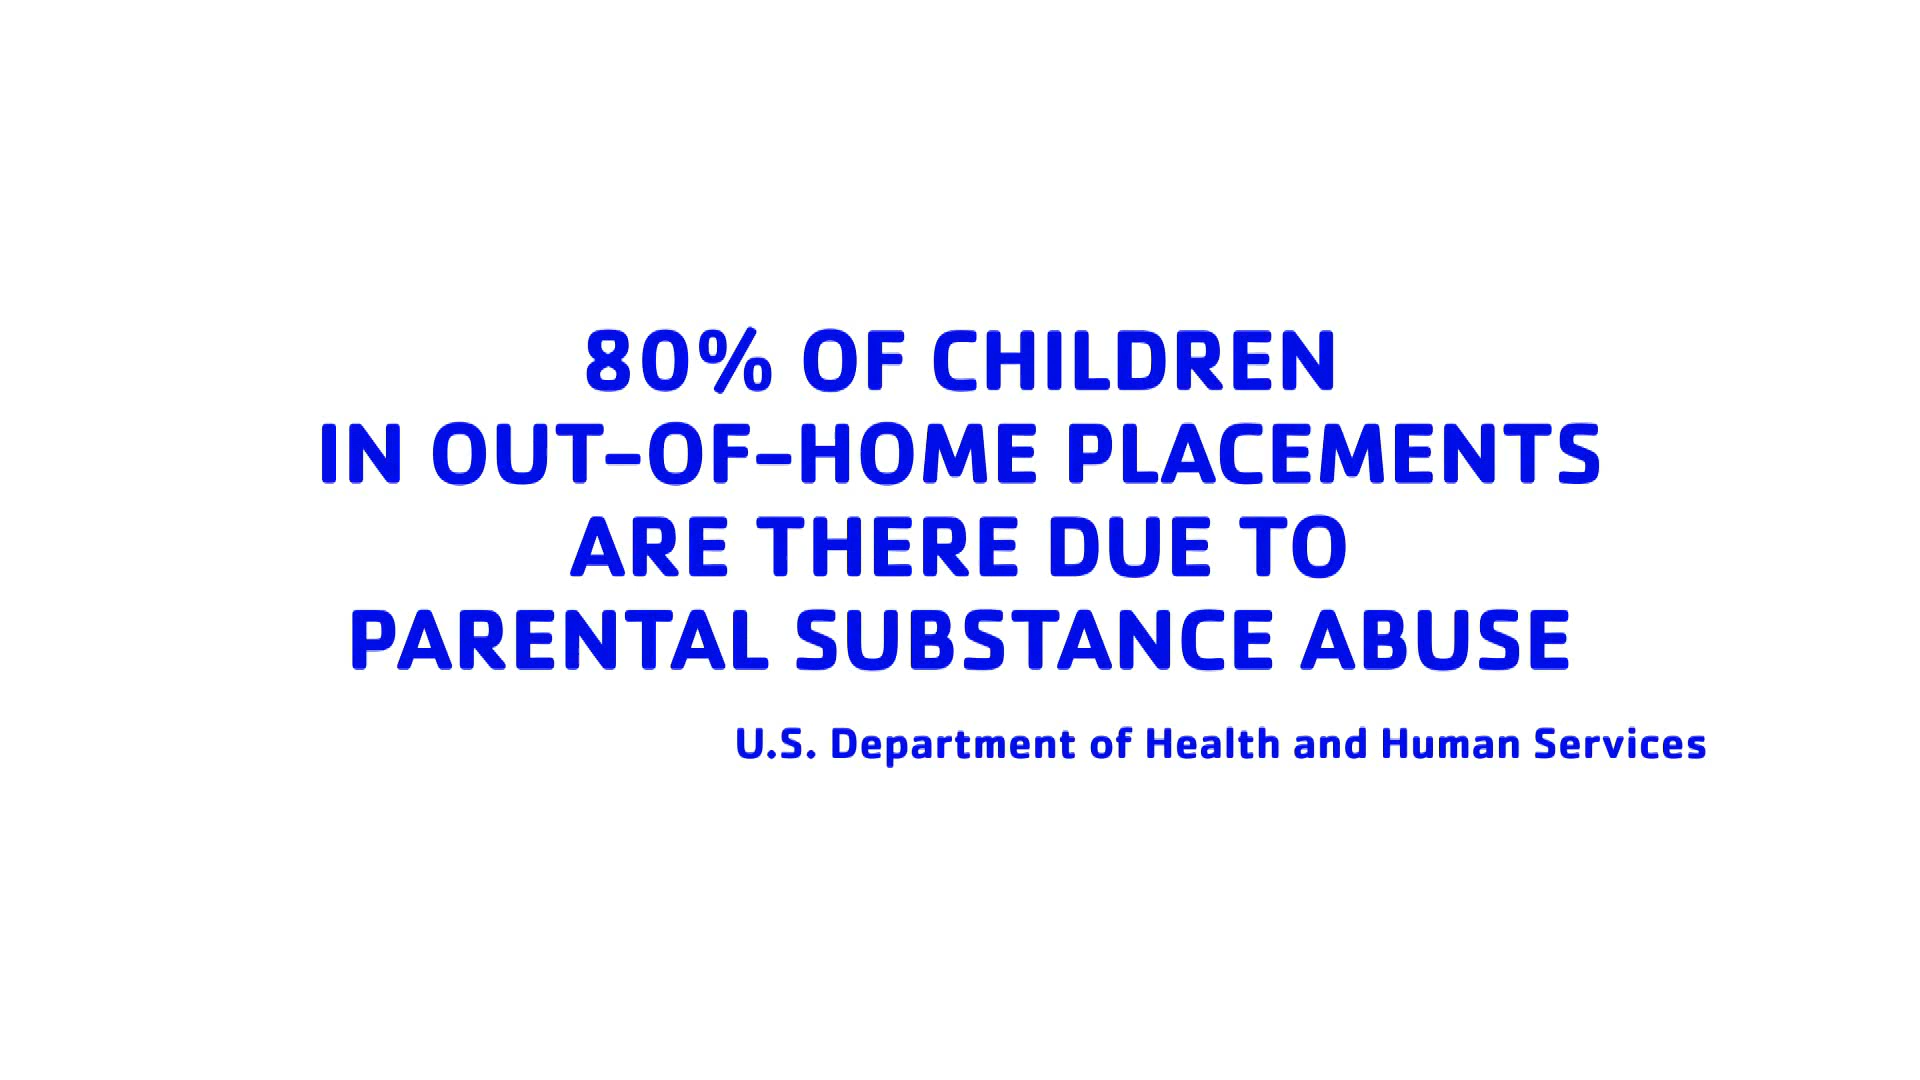 80% OF CHILDREN
IN OUT-OF-HOME PLACEMENTS
ARE THERE DUE TO
PARENTAL SUBSTANCE ABUSE
U.S. Department of Health and Human Services